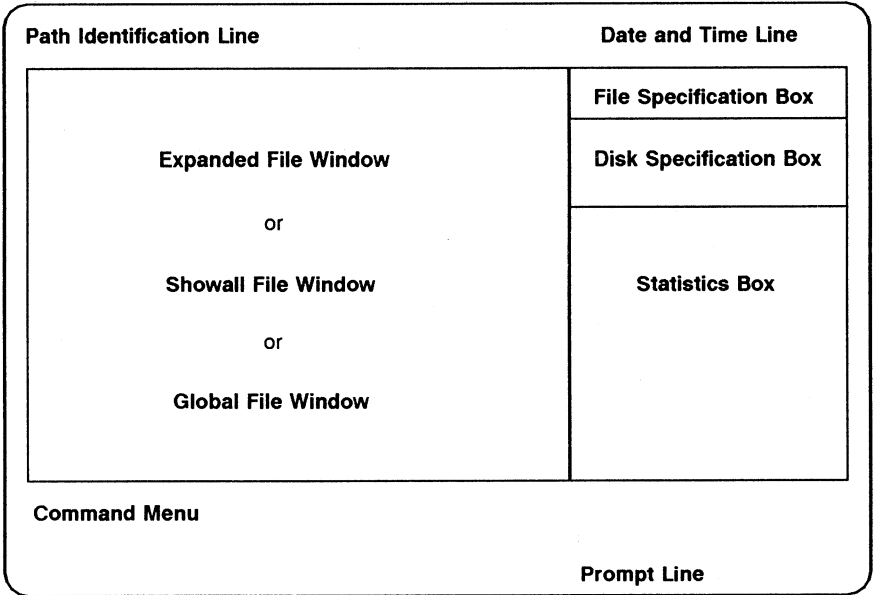 Path Identification Line
Date and Time Line
File Specification Box
Expanded File Window
Disk Specification Box
or
Showall File Window
Statistics Box
or
Global File Window
Command Menu
Prompt Line